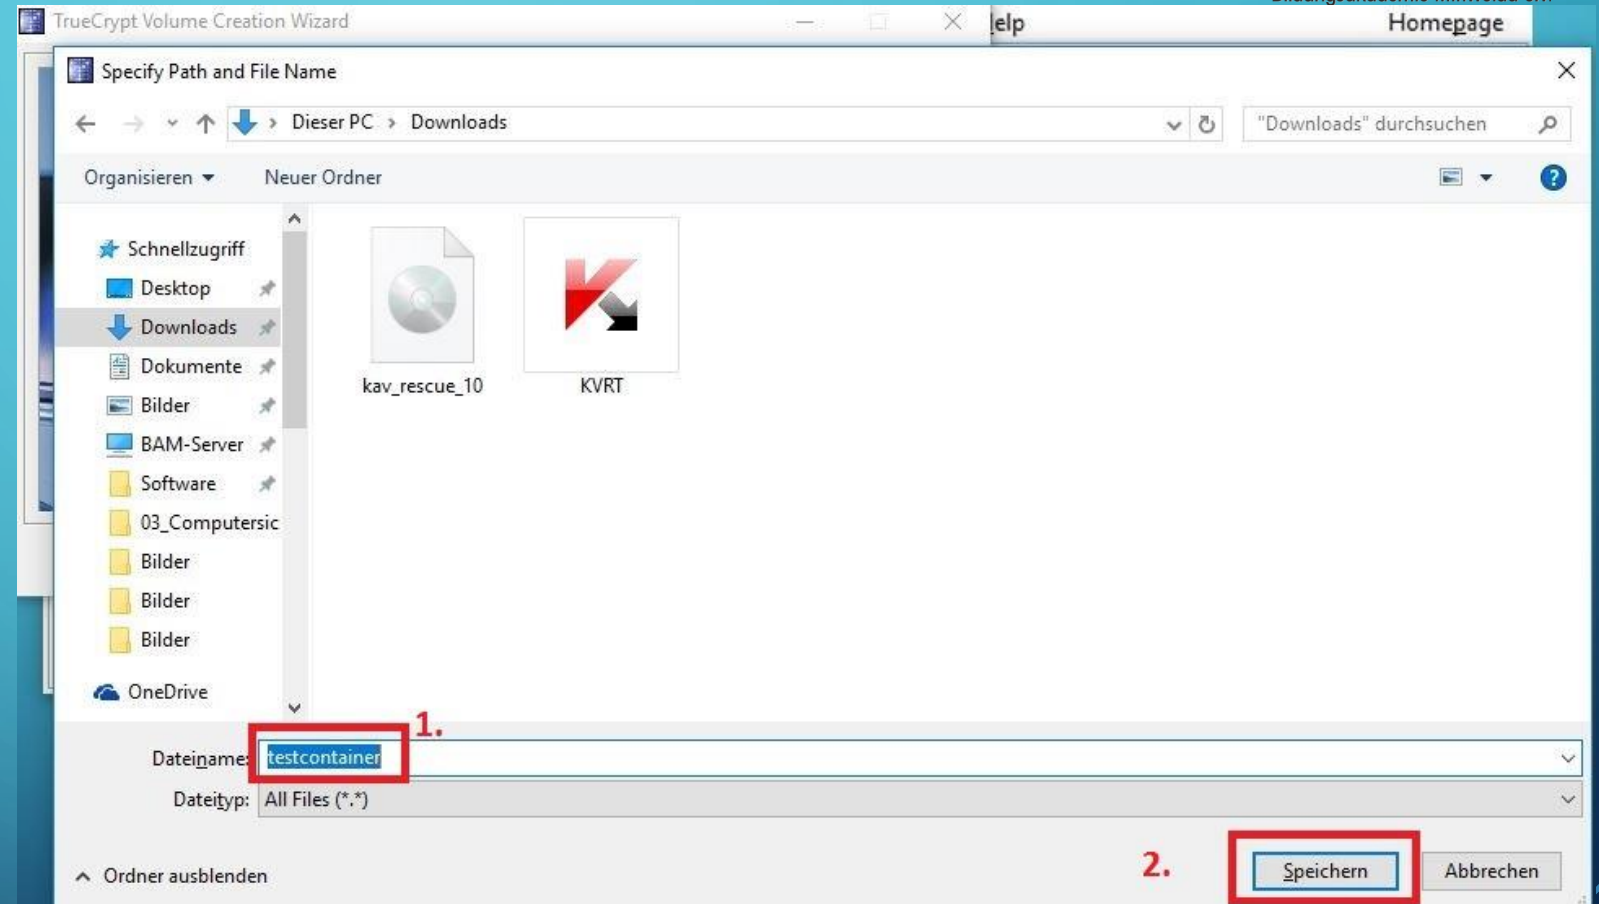 TrueCrypt Volume Creation Wizard
elp
Homepage
Specify Path and File Name
Dieser PC > Downloads
"Downloads" durchsuchen
Organisieren
Neuer Ordner
Schnellzugriff
Desktop
Downloads
Dokumente
Bilder
BAM-Server
Software
03_Computersic
Bilder
Bilder
Bilder
OneDrive
kav_rescue_10
KVRT
1.
Dateiname: testcontainer
Dateityp: All Files (*.*)
2.
Ordner ausblenden
Speichern
Abbrechen